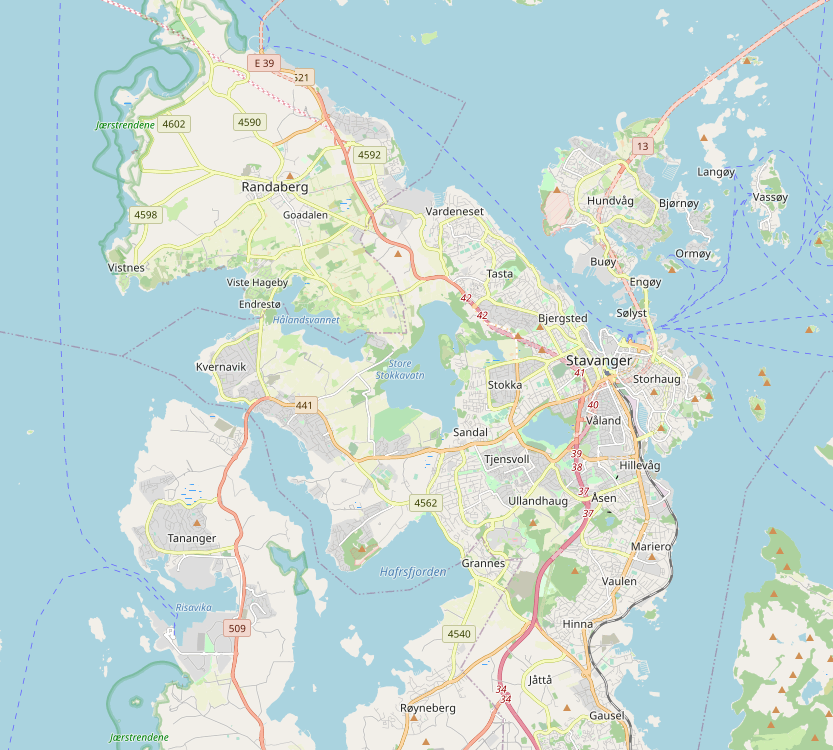 E 39
521
Jærstrendene
4602
4590
13
4592
Langøy
Randaberg
Vassøy
Hundvåg
Bjørnøy
4598
Goadalen
Vardeneset
Ormøy
Buøy
Vistnes
Tasta
Viste Hageby
Engøy
42
Endrestø
42
Sølyst
Hålandsvannet
Bjergsted
Stavanger
Kvernavik
Store
Stokkavatn
41
Storhaug
Stokka
441
40
Våland
Sandal
39
Tjensvoll
38
Hillevåg
37
Ullandhaug
Åsen
4562
37
Tananger
Mariero
Grannes
Hafrsfjorden
Vaulen
Risavika
509
Hinna
4540
Jåttå
34
34
Røyneberg
Gausel
Jærstrendene